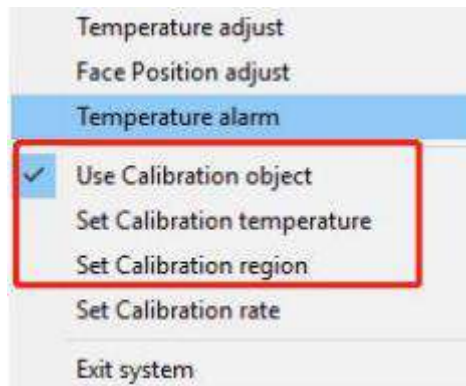 Temperature adjust
Face Position adjust
Temperature alarm
Use Calibration object
Set Calibration temperature
Set Calibration region
Set Calibration rate
Exit system